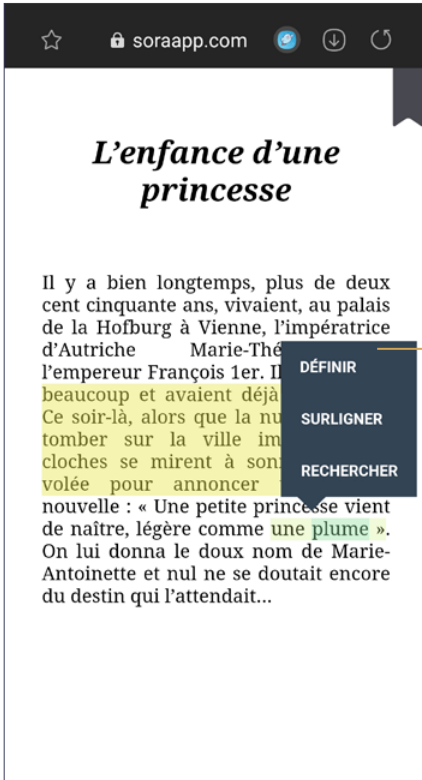 soraapp.com
L’enfance d’une
princesse
Il y a bien longtemps, plus de deux
cent cinquante ans, vivaient, au palais
de la Hofburg à Vienne, l’impératrice
d’Autriche Marie-Thé
l’empereur François 1er. Il
DÉFINIR
beaucoup et avaient déjà
Ce soir-là, alors que la nu
SURLIGNER
tomber sur la ville im
cloches se mirent à son
RECHERCHER
volée pour annoncer
nouvelle : « Une petite princesse vient
de naître, légère comme une plume ».
On lui donna le doux nom de Marie-
Antoinette et nul ne se doutait encore
du destin qui l’attendait...